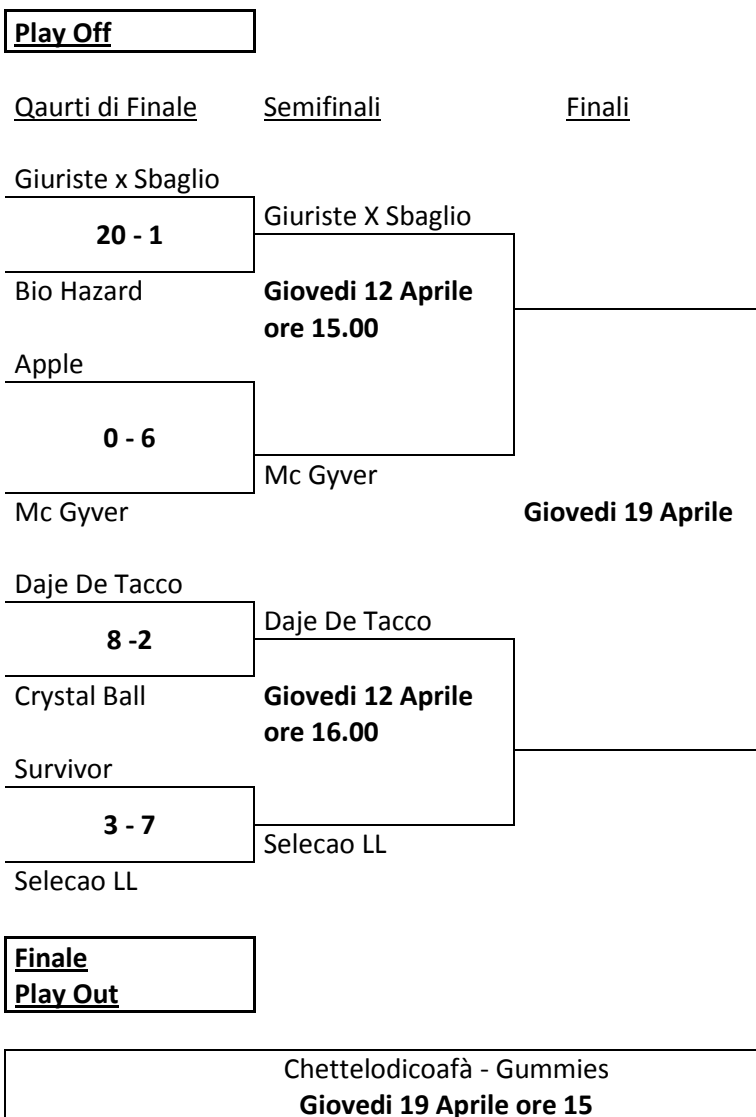 Play Off
Qaurti di Finale Semifinali Finali
Giuriste x Sbaglio
20 - 1
Giuriste X Sbaglio
Bio Hazard
Giovedi 12 Aprile
ore 15.00
Apple
0 - 6
Mc Gyver
Mc Gyver
Giovedi 19 Aprile
Daje De Tacco
8 -2
Daje De Tacco
Crystal Ball
Giovedi 12 Aprile
ore 16.00
Survivor
3 - 7
Selecao LL
Selecao LL
Finale
Play Out
Chettelodicoafà - Gummies
Giovedi 19 Aprile ore 15